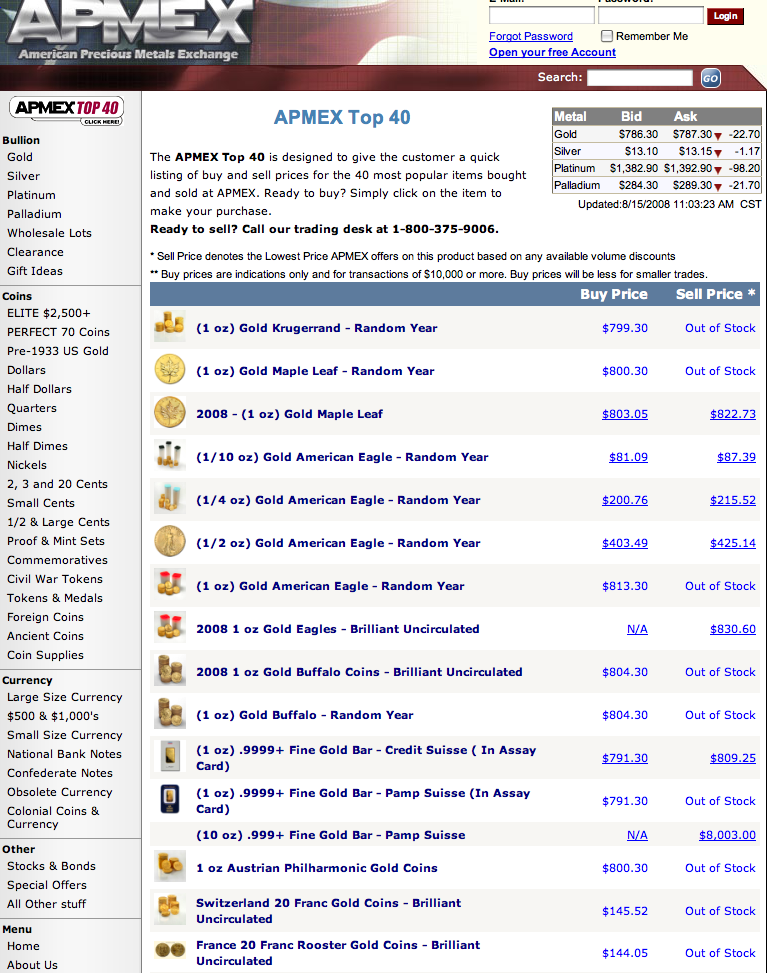 APMEX
American Precious Metals Exchange
Login
Forgot Password
Remember Me
Open your free Account
Search:
GO
APMEX TOP 40
CLICK HERE!
Bullion
Gold
Silver
Platinum
Palladium
Wholesale Lots
Clearance
Gift Ideas
Coins
ELITE $2,500+
PERFECT 70 Coins
Pre-1933 US Gold
Dollars
Half Dollars
Quarters
Dimes
Half Dimes
Nickels
2, 3 and 20 Cents
Small Cents
1/2 & Large Cents
Proof & Mint Sets
Commemoratives
Civil War Tokens
Tokens & Medals
Foreign Coins
Ancient Coins
Coin Supplies
Currency
Large Size Currency
$500 & $1,000's
Small Size Currency
National Bank Notes
Confederate Notes
Obsolete Currency
Colonial Coins &
Currency
Other
Stocks & Bonds
Special Offers
All Other stuff
Menu
Home
About Us
APMEX Top 40
The APMEX Top 40 is designed to give the customer a quick
listing of buy and sell prices for the 40 most popular items bought
and sold at APMEX. Ready to buy? Simply click on the item to
make your purchase.
Ready to sell? Call our trading desk at 1-800-375-9006.
Metal Bid Ask
Gold $786.30 $787.30 -22.70
Silver $13.10 $13.15 -1.17
Platinum $1,382.90 $1,392.90 -98.20
Palladium $284.30 $289.30 -21.70
Updated:8/15/2008 11:03:23 AM CST
* Sell Price denotes the Lowest Price APMEX offers on this product based on any available volume discounts
** Buy prices are indications only and for transactions of $10,000 or more. Buy prices will be less for smaller trades.
Buy Price Sell Price *
(1 oz) Gold Krugerrand - Random Year $799.30 Out of Stock
(1 oz) Gold Maple Leaf - Random Year $800.30 Out of Stock
2008 - (1 oz) Gold Maple Leaf $803.05 $822.73
(1/10 oz) Gold American Eagle - Random Year $81.09 $87.39
(1/4 oz) Gold American Eagle - Random Year $200.76 $215.52
(1/2 oz) Gold American Eagle - Random Year $403.49 $425.14
(1 oz) Gold American Eagle - Random Year $813.30 Out of Stock
2008 1 oz Gold Eagles - Brilliant Uncirculated N/A $830.60
2008 1 oz Gold Buffalo Coins - Brilliant Uncirculated $804.30 Out of Stock
(1 oz) Gold Buffalo - Random Year $804.30 Out of Stock
(1 oz) .9999+ Fine Gold Bar - Credit Suisse ( In Assay
Card) $791.30 $809.25
(1 oz) .9999+ Fine Gold Bar - Pamp Suisse (In Assay
Card) $791.30 Out of Stock
(10 oz) .999+ Fine Gold Bar - Pamp Suisse N/A $8,003.00
1 oz Austrian Philharmonic Gold Coins $800.30 Out of Stock
Switzerland 20 Franc Gold Coins - Brilliant
Uncirculated $145.52 Out of Stock
France 20 Franc Rooster Gold Coins - Brilliant
Uncirculated $144.05 Out of Stock